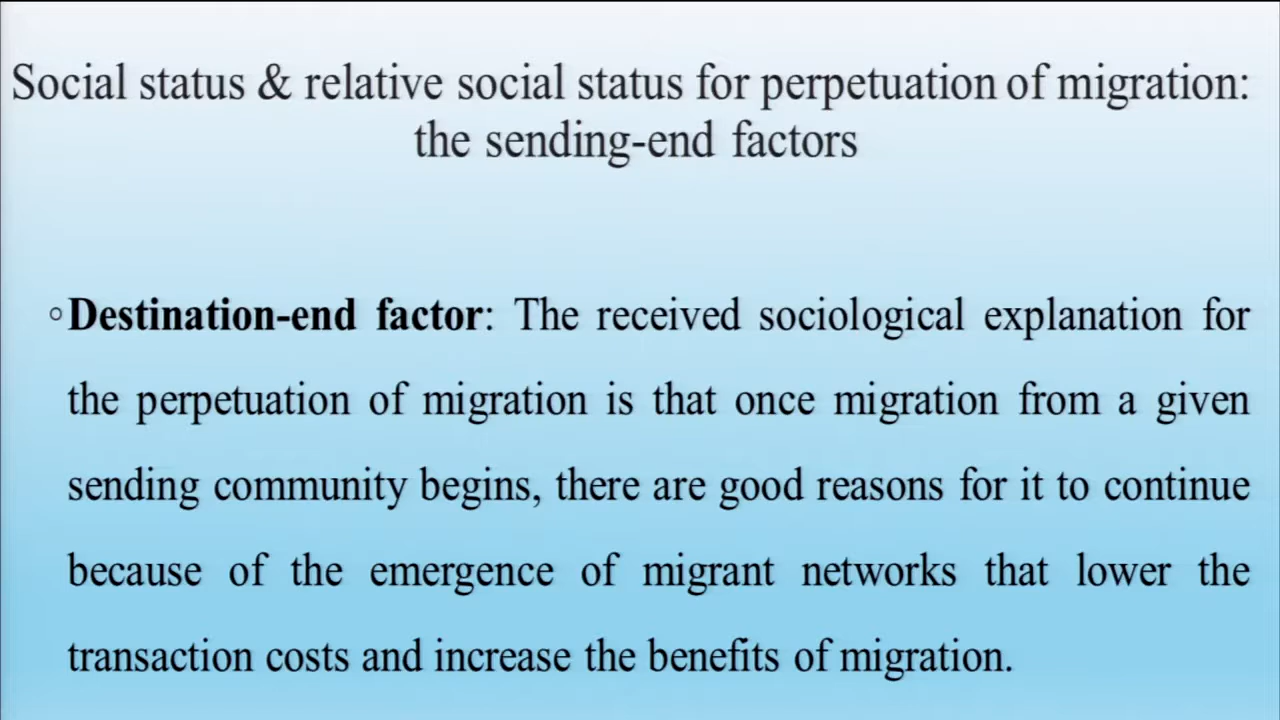 Social status & relative social status for perpetuation of migration:
the sending-end factors
◦Destination-end factor: The received sociological explanation for
the perpetuation of migration is that once migration from a given
sending community begins, there are good reasons for it to continue
because of the emergence of migrant networks that lower the
transaction costs and increase the benefits of migration.